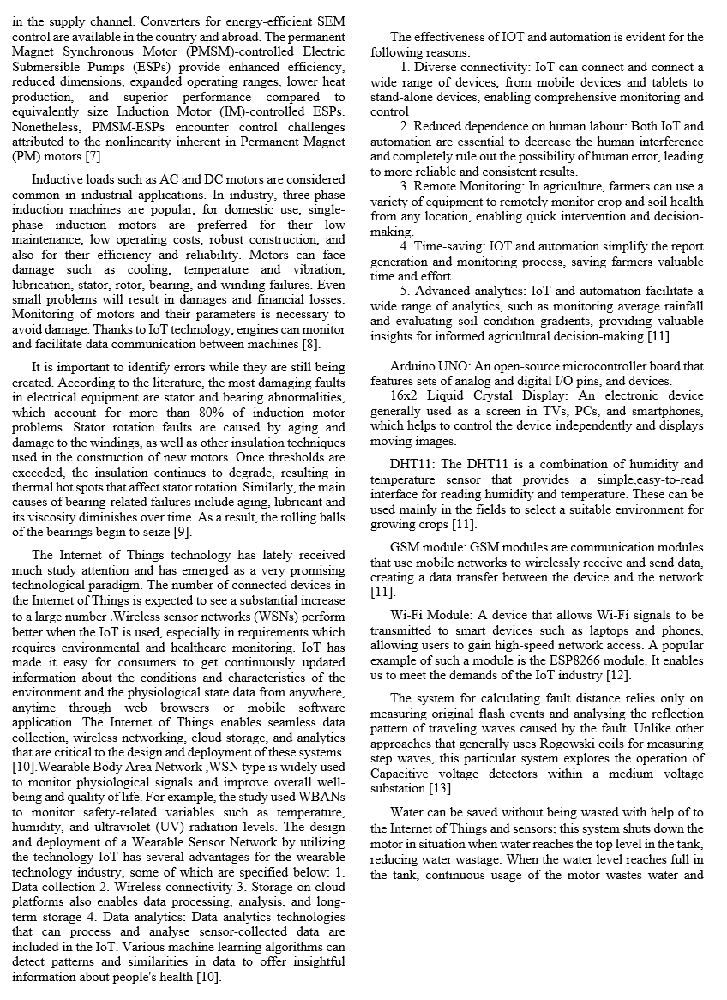 in the supply channel. Converters for energy-efficient SEM
control are available in the country and abroad. The permanent
Magnet Synchronous Motor (PMSM)-controlled Electric
Submersible Pumps (ESPs) provide enhanced efficiency,
reduced dimensions, expanded operating ranges, lower heat
production, and superior performance compared to
equivalently size Induction Motor (IM)-controlled ESPs.
Nonetheless, PMSM-ESPs encounter control challenges
attributed to the nonlinearity inherent in Permanent Magnet
(PM) motors [7].
Inductive loads such as AC and DC motors are considered
common in industrial applications. In industry, three-phase
induction machines are popular, for domestic use, single-
phase induction motors are preferred for their low
maintenance, low operating costs, robust construction, and
also for their efficiency and reliability. Motors can face
damage such as cooling, temperature and vibration,
lubrication, stator, rotor, bearing, and winding failures. Even
small problems will result in damages and financial losses.
Monitoring of motors and their parameters is necessary to
avoid damage. Thanks to IoT technology, engines can monitor
and facilitate data communication between machines [8].
It is important to identify errors while they are still being
created. According to the literature, the most damaging faults
in electrical equipment are stator and bearing abnormalities,
which account for more than 80% of induction motor
problems. Stator rotation faults are caused by aging and
damage to the windings, as well as other insulation techniques
used in the construction of new motors. Once thresholds are
exceeded, the insulation continues to degrade, resulting in
thermal hot spots that affect stator rotation. Similarly, the main
causes of bearing-related failures include aging, lubricant and
its viscosity diminishes over time. As a result, the rolling balls
of the bearings begin to seize [9].
The Internet of Things technology has lately received
much study attention and has emerged as a very promising
technological paradigm. The number of connected devices in
the Internet of Things is expected to see a substantial increase
to a large number .Wireless sensor networks (WSNs) perform
better when the IoT is used, especially in requirements which
requires environmental and healthcare monitoring. IoT has
made it easy for consumers to get continuously updated
information about the conditions and characteristics of the
environment and the physiological state data from anywhere,
anytime through web browsers or mobile software
application. The Internet of Things enables seamless data
collection, wireless networking, cloud storage, and analytics
that are critical to the design and deployment of these systems.
[10].Wearable Body Area Network ,WSN type is widely used
to monitor physiological signals and improve overall well-
being and quality of life. For example, the study used WBANs
to monitor safety-related variables such as temperature,
humidity, and ultraviolet (UV) radiation levels. The design
and deployment of a Wearable Sensor Network by utilizing
the technology IoT has several advantages for the wearable
technology industry, some of which are specified below: 1.
Data collection 2. Wireless connectivity 3. Storage on cloud
platforms also enables data processing, analysis, and long-
term storage 4. Data analytics: Data analytics technologies
that can process and analyse sensor-collected data are
included in the IoT. Various machine learning algorithms can
detect patterns and similarities in data to offer insightful
information about people's health [10].
The effectiveness of IOT and automation is evident for the
following reasons:
1. Diverse connectivity: IoT can connect and connect a
wide range of devices, from mobile devices and tablets to
stand-alone devices, enabling comprehensive monitoring and
control
2. Reduced dependence on human labour: Both IoT and
automation are essential to decrease the human interference
and completely rule out the possibility of human error, leading
to more reliable and consistent results.
3. Remote Monitoring: In agriculture, farmers can use a
variety of equipment to remotely monitor crop and soil health
from any location, enabling quick intervention and decision-
making.
4. Time-saving: IOT and automation simplify the report
generation and monitoring process, saving farmers valuable
time and effort.
5. Advanced analytics: IoT and automation facilitate a
wide range of analytics, such as monitoring average rainfall
and evaluating soil condition gradients, providing valuable
insights for informed agricultural decision-making [11].
Arduino UNO: An open-source microcontroller board that
features sets of analog and digital I/O pins, and devices.
16x2 Liquid Crystal Display: An electronic device
generally used as a screen in TVs, PCs, and smartphones,
which helps to control the device independently and displays
moving images.
DHT11: The DHT11 is a combination of humidity and
temperature sensor that provides a simple,easy-to-read
interface for reading humidity and temperature. These can be
used mainly in the fields to select a suitable environment for
growing crops [11].
GSM module: GSM modules are communication modules
that use mobile networks to wirelessly receive and send data,
creating a data transfer between the device and the network
[11].
Wi-Fi Module: A device that allows Wi-Fi signals to be
transmitted to smart devices such as laptops and phones,
allowing users to gain high-speed network access. A popular
example of such a module is the ESP8266 module. It enables
us to meet the demands of the IoT industry [12].
The system for calculating fault distance relies only on
measuring original flash events and analysing the reflection
pattern of traveling waves caused by the fault. Unlike other
approaches that generally uses Rogowski coils for measuring
step waves, this particular system explores the operation of
Capacitive voltage detectors within a medium voltage
substation [13].
Water can be saved without being wasted with help of to
the Internet of Things and sensors; this system shuts down the
motor in situation when water reaches the top level in the tank,
reducing water wastage. When the water level reaches full in
the tank, continuous usage of the motor wastes water and